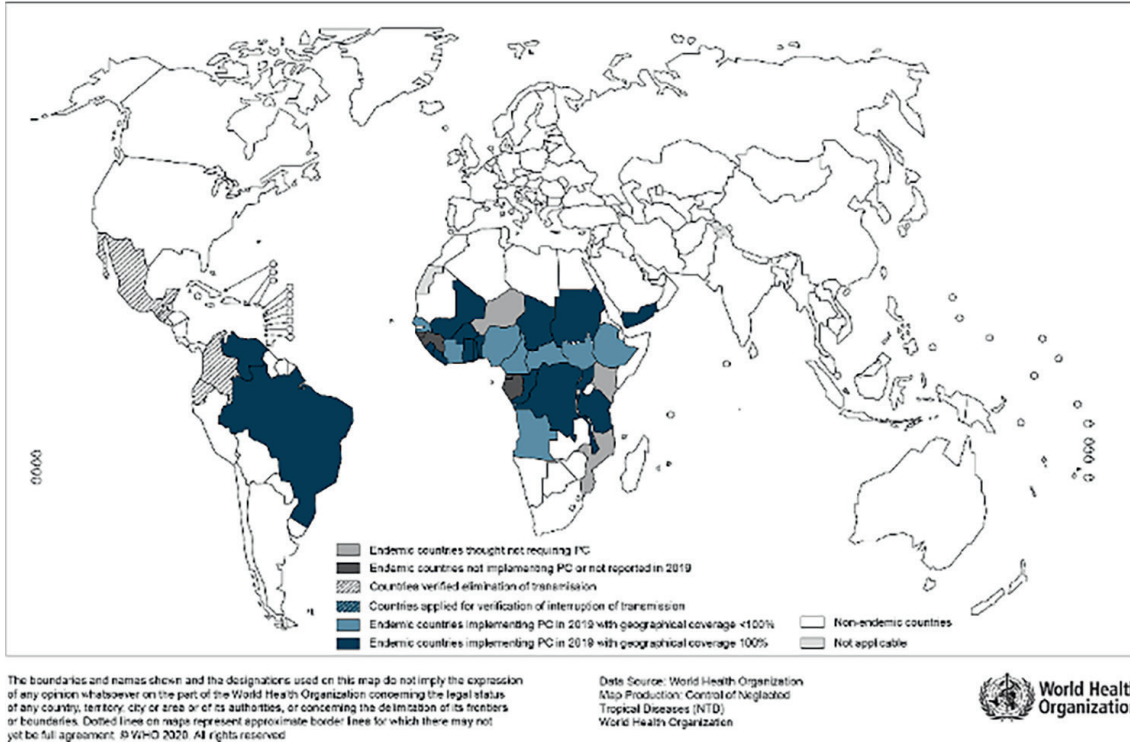 Endemic countries thought not requiring PC
Endemic countries not implementing PC or not reported in 2019
Countries verified elimination of transmission
Countries applied for verification of interruption of transmission
Endemic countries implementing PC in 2019 with geographical coverage <100%
Endemic countries implementing PC in 2019 with geographical coverage 100%
Non-endemic countries
Not applicable
The boundaries and names shown and the designations used on this map do not imply the expression
of any opinion whatsoever on the part of the World Health Organization concerning the legal status
of any country, territory, city or area or of its authorities, or concerning the delimitation of its frontiers
or boundaries. Dotted lines on maps represent approximate border lines for which there may not
yet be full agreement. © WHO 2020. All rights reserved
Data Source: World Health Organization
Map Production: Control of Neglected
Tropical Diseases (NTD)
World Health Organization
World Health
Organization